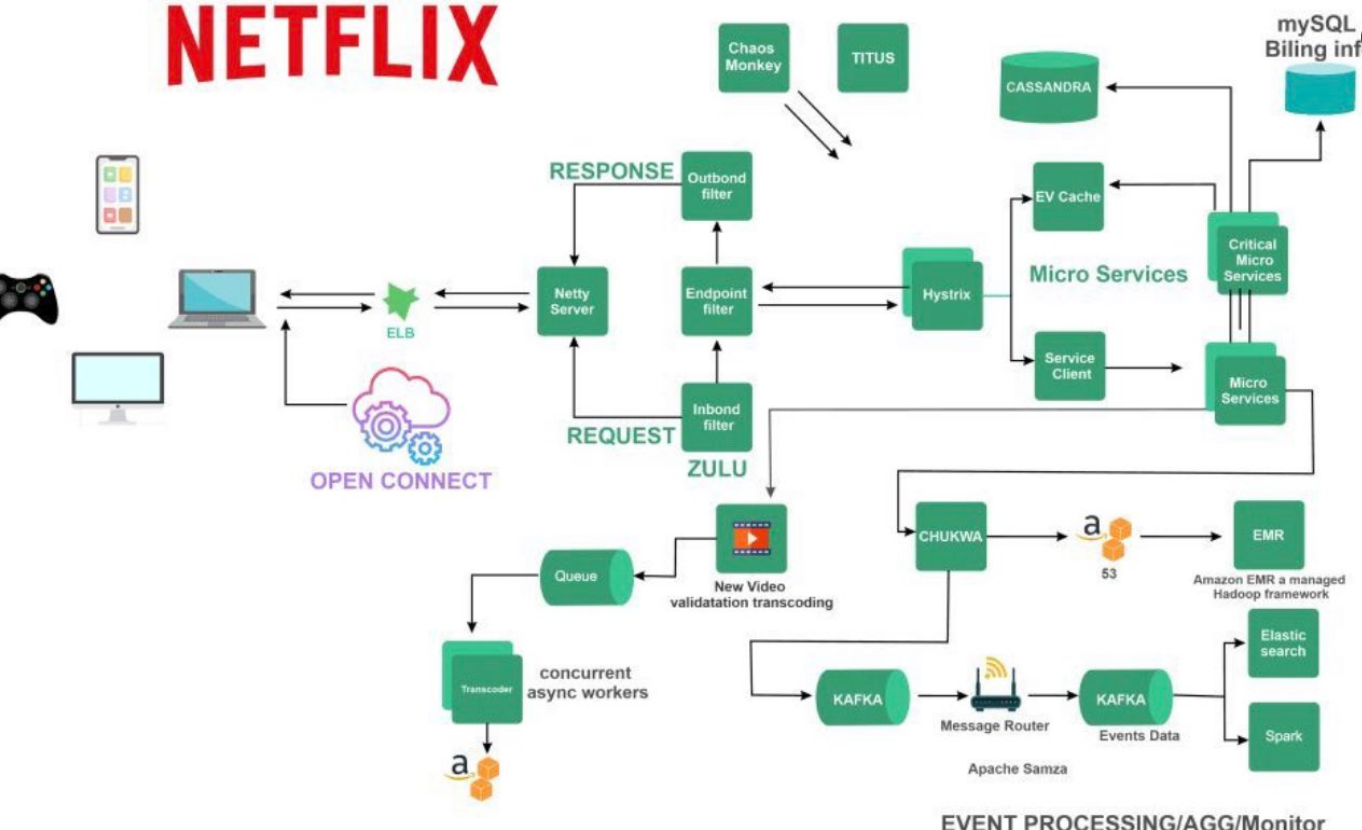 NETFLIX
mySQL
Biling inf
Chaos
Monkey
TITUS
CASSANDRA
RESPONSE
Outbond
filter
EV Cache
Critical
Micro
Services
Micro Services
Netty
Server
Endpoint
filter
Hystrix
ELB
Service
Client
Micro
Services
Inbond
filter
REQUEST
ZULU
OPEN CONNECT
CHUKWA
a
53
EMR
Amazon EMR a managed
Hadoop framework
Queue
New Video
validatation transcoding
Elastic
search
Transcoder
concurrent
async workers
KAFKA
Message Router
KAFKA
Events Data
Spark
Apache Samza
a
EVENT PROCESSING/AGG/Monitor